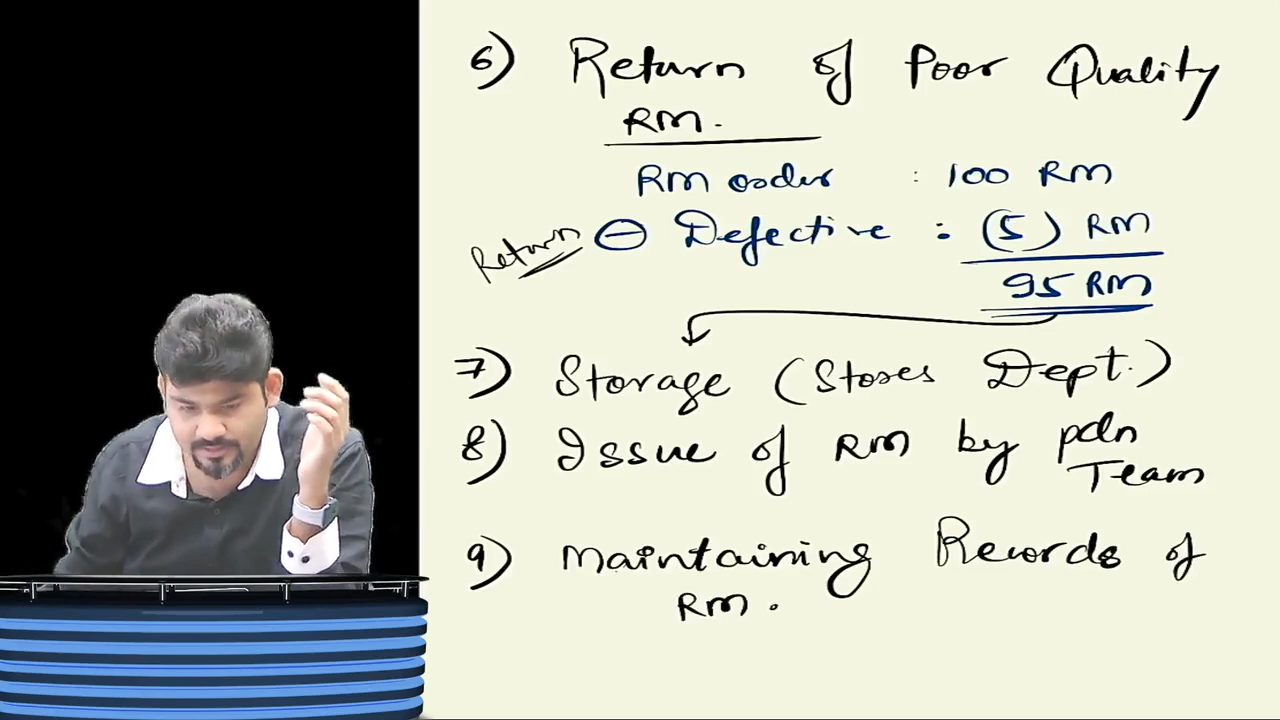 6) Return of Poor Quality
RM.
RM order : 100 RM
Return ⊖ Defective : (5) RM
95 RM
7) Storage (Stores Dept.)
8) Issue of RM by pdn
Team
9) Maintaining Records of
RM.